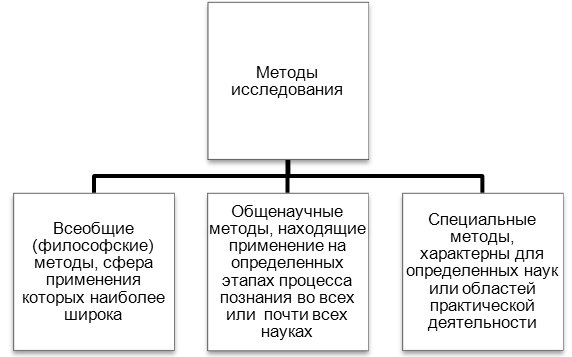 Методы
исследования
Всеобщие
(философские)
методы, сфера
применения
которых наиболее
широка
Общенаучные
методы, находящие
применение на
определенных
этапах процесса
познания во всех
или почти всех
науках
Специальные
методы,
характерны для
определенных наук
или областей
практической
деятельности